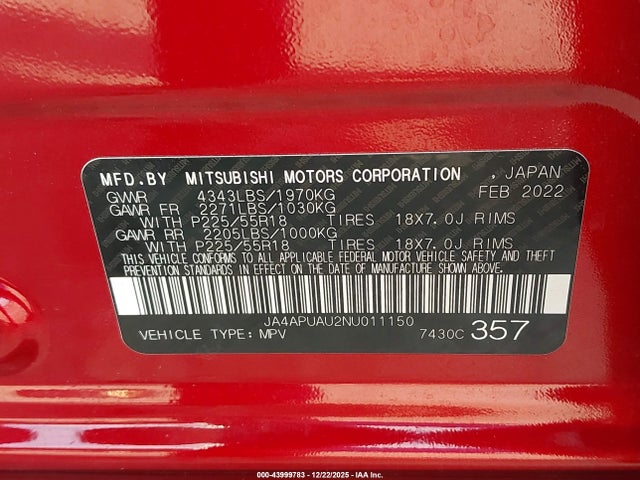 MFD.BY MITSUBISHI MOTORS CORPORATION , JAPAN
GVWR 4343LBS/1970KG FEB 2022
GAWR FR 2271LBS/1030KG
WITH P225/55R18 TIRES 18X7.0J RIMS
GAWR RR 2205LBS/1000KG
WITH P225/55R18 TIRES 18X7.0J RIMS
THIS VEHICLE CONFORMS TO ALL APPLICABLE FEDERAL MOTOR VEHICLE SAFETY AND THEFT
PREVENTION STANDARDS IN EFFECT ON THE DATE OF MANUFACTURE SHOWN ABOVE.
JA4APUAU2NU011150
VEHICLE TYPE: MPV 7430C 357
000-43999783 - 12/22/2025 - IAA Inc.